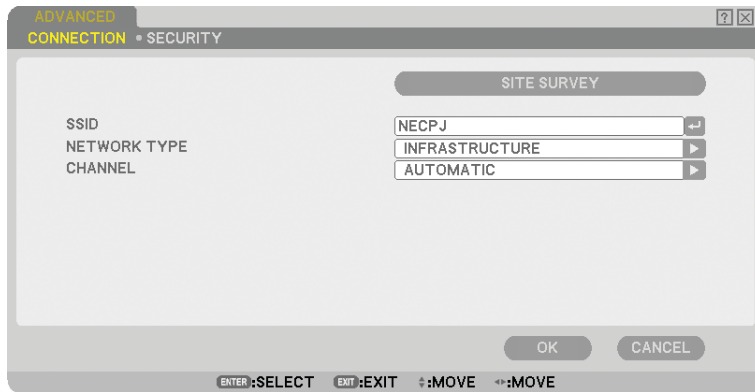 ADVANCED
?
CONNECTION • SECURITY
SITE SURVEY
SSID NECPJ
NETWORK TYPE INFRASTRUCTURE
CHANNEL AUTOMATIC
OK CANCEL
ENTER :SELECT EXIT :EXIT :MOVE :MOVE